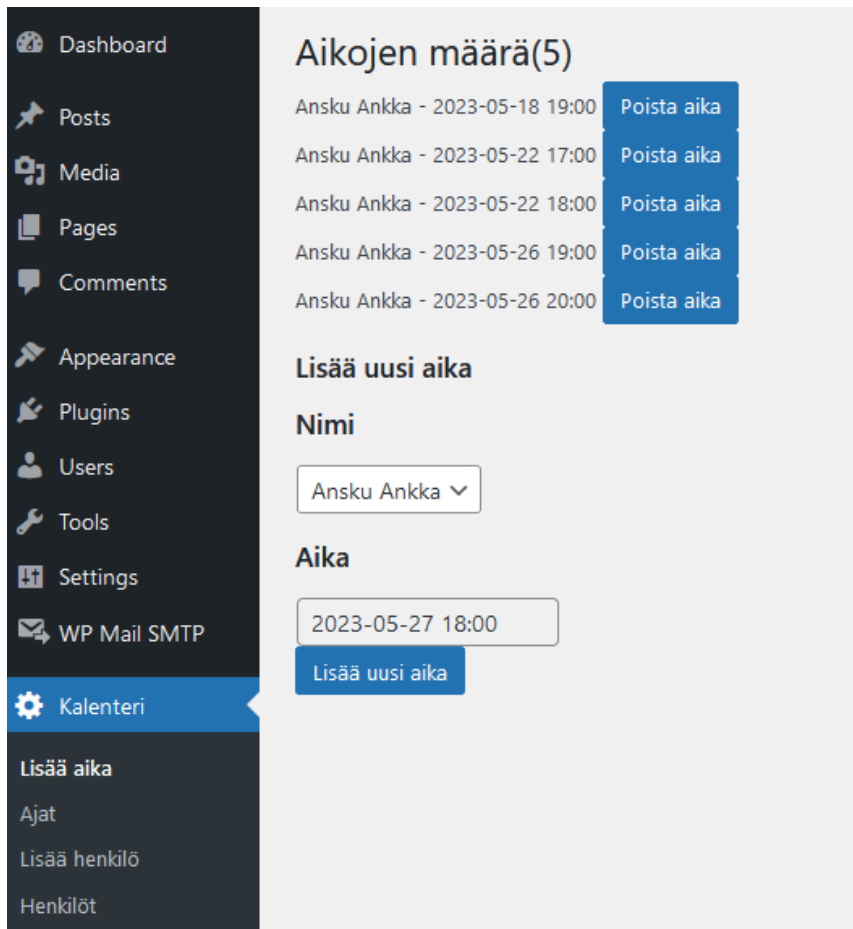 Dashboard
Posts
Media
Pages
Comments
Appearance
Plugins
Users
Tools
Settings
WP Mail SMTP
Kalenteri
Lisää aika
Ajat
Lisää henkilö
Henkilöt
Aikojen määrä(5)
Ansku Ankka - 2023-05-18 19:00 Poista aika
Ansku Ankka - 2023-05-22 17:00 Poista aika
Ansku Ankka - 2023-05-22 18:00 Poista aika
Ansku Ankka - 2023-05-26 19:00 Poista aika
Ansku Ankka - 2023-05-26 20:00 Poista aika
Lisää uusi aika
Nimi
Ansku Ankka
Aika
2023-05-27 18:00
Lisää uusi aika